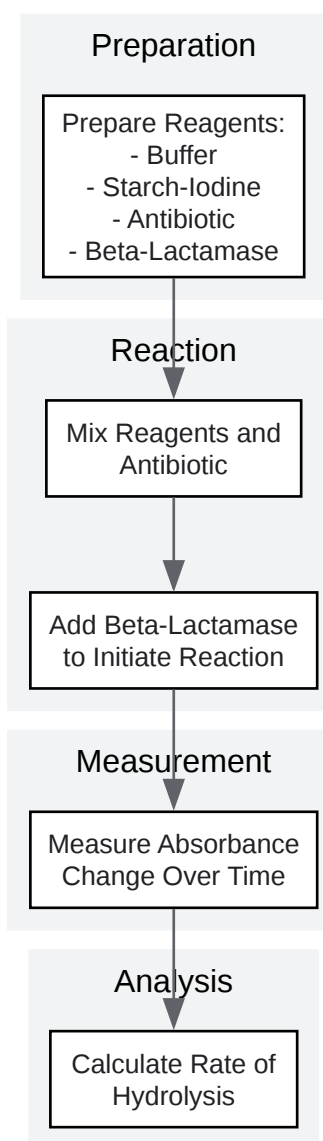 Preparation
Prepare Reagents:
- Buffer
- Starch-Iodine
- Antibiotic
- Beta-Lactamase
Reaction
Mix Reagents and
Antibiotic
Add Beta-Lactamase
to Initiate Reaction
Measurement
Measure Absorbance
Change Over Time
Analysis
Calculate Rate of
Hydrolysis